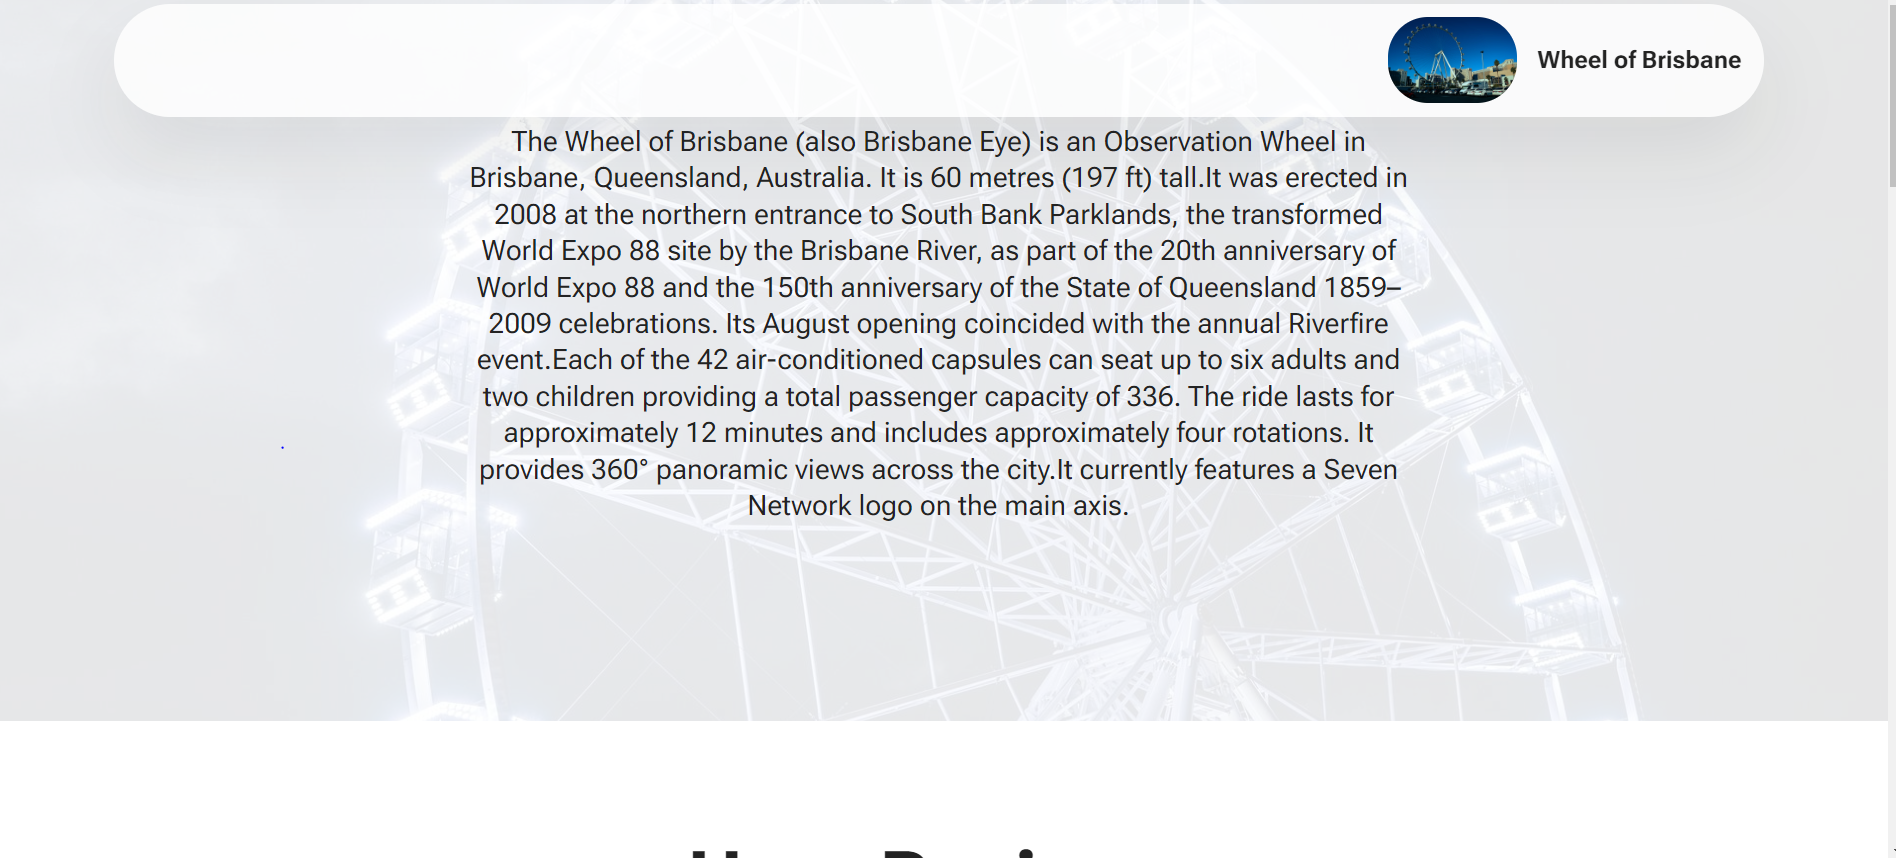 Wheel of Brisbane
The Wheel of Brisbane (also Brisbane Eye) is an Observation Wheel in
Brisbane, Queensland, Australia. It is 60 metres (197 ft) tall.It was erected in
2008 at the northern entrance to South Bank Parklands, the transformed
World Expo 88 site by the Brisbane River, as part of the 20th anniversary of
World Expo 88 and the 150th anniversary of the State of Queensland 1859–
2009 celebrations. Its August opening coincided with the annual Riverfire
event.Each of the 42 air-conditioned capsules can seat up to six adults and
two children providing a total passenger capacity of 336. The ride lasts for
approximately 12 minutes and includes approximately four rotations. It
provides 360° panoramic views across the city.It currently features a Seven
Network logo on the main axis.